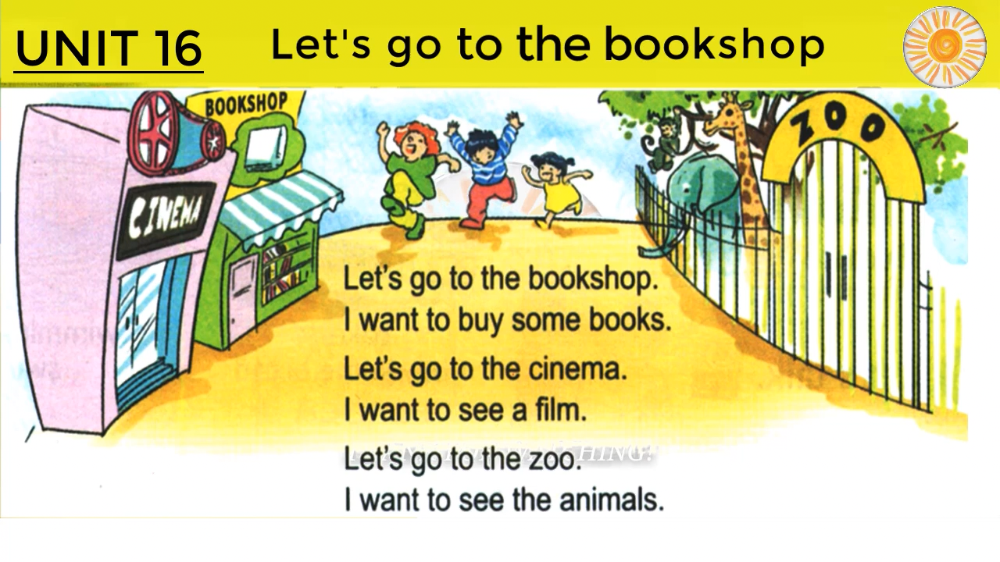 UNIT 16 Let's go to the bookshop
BOOKSHOP
CINEMA
ZOO
Let's go to the bookshop.
I want to buy some books.
Let's go to the cinema.
I want to see a film.
Let's go to the zoo.
I want to see the animals.